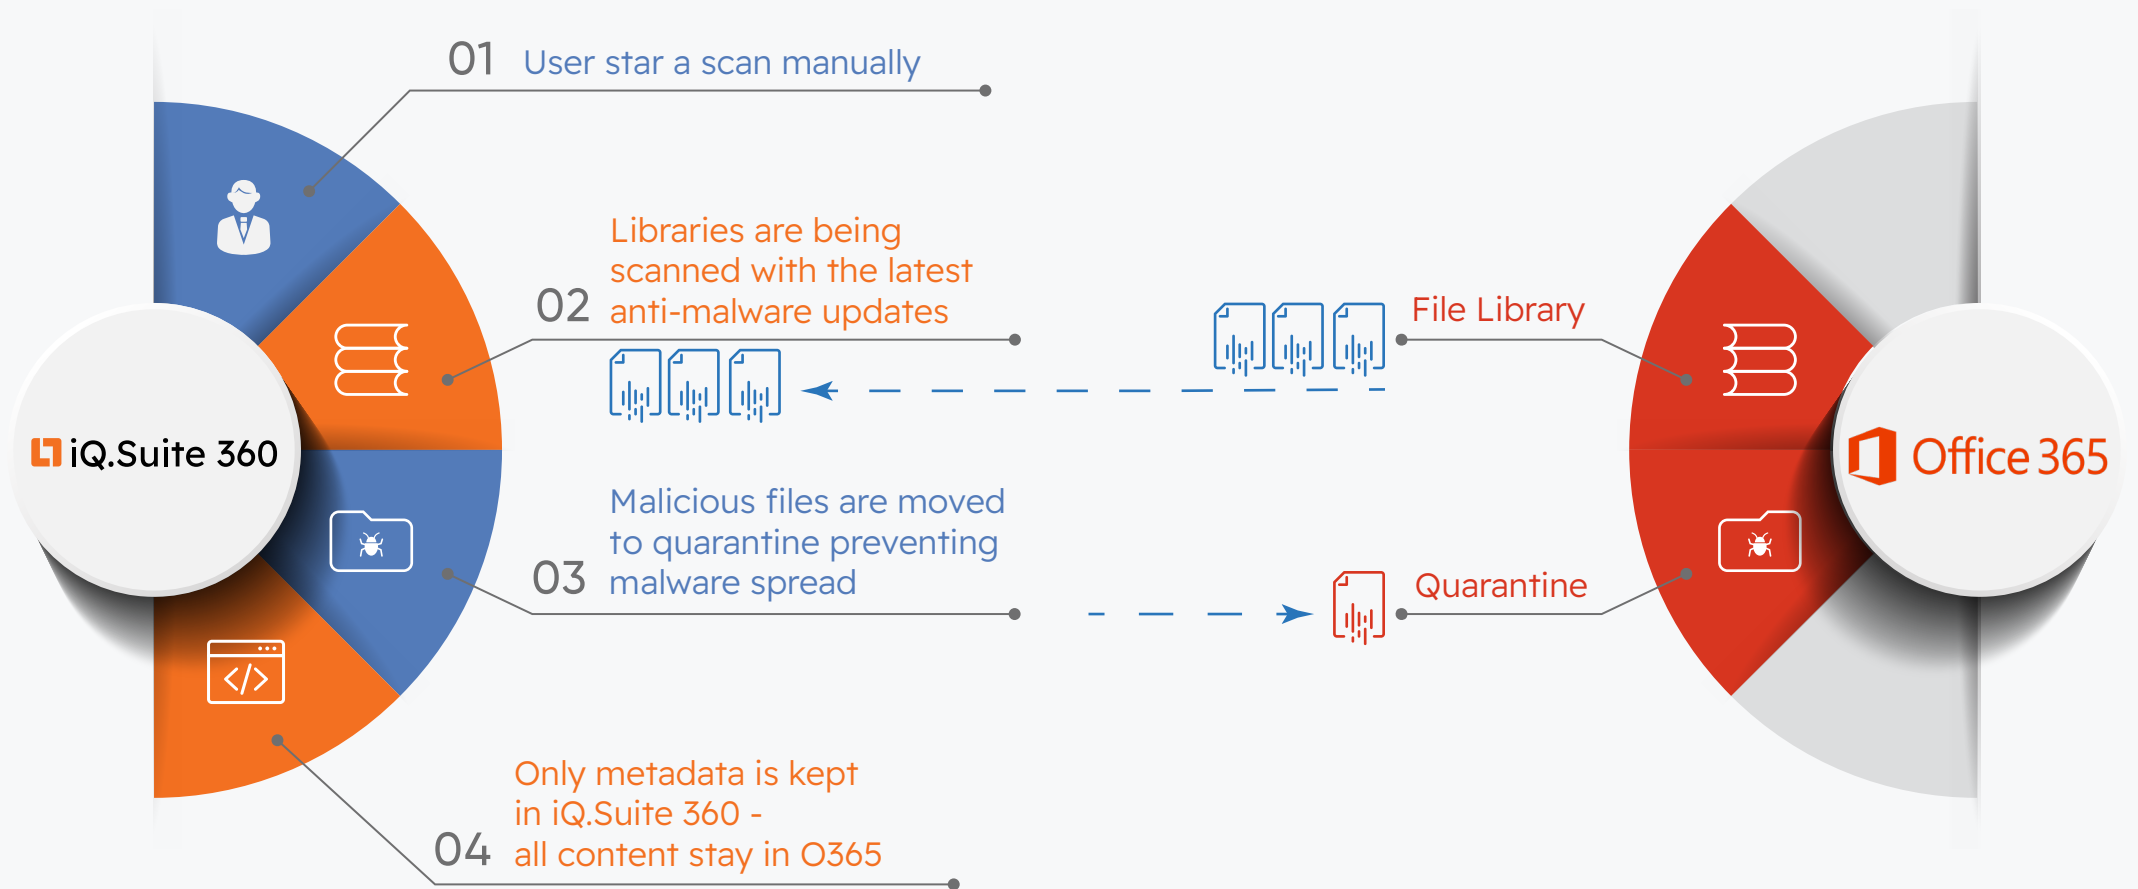 01 User star a scan manually
Libraries are being
scanned with the latest
02 anti-malware updates
File Library
iQ.Suite 360
Office 365
Malicious files are moved
to quarantine preventing
03 malware spread
Quarantine
</>
Only metadata is kept
in iQ.Suite 360 -
04 all content stay in O365